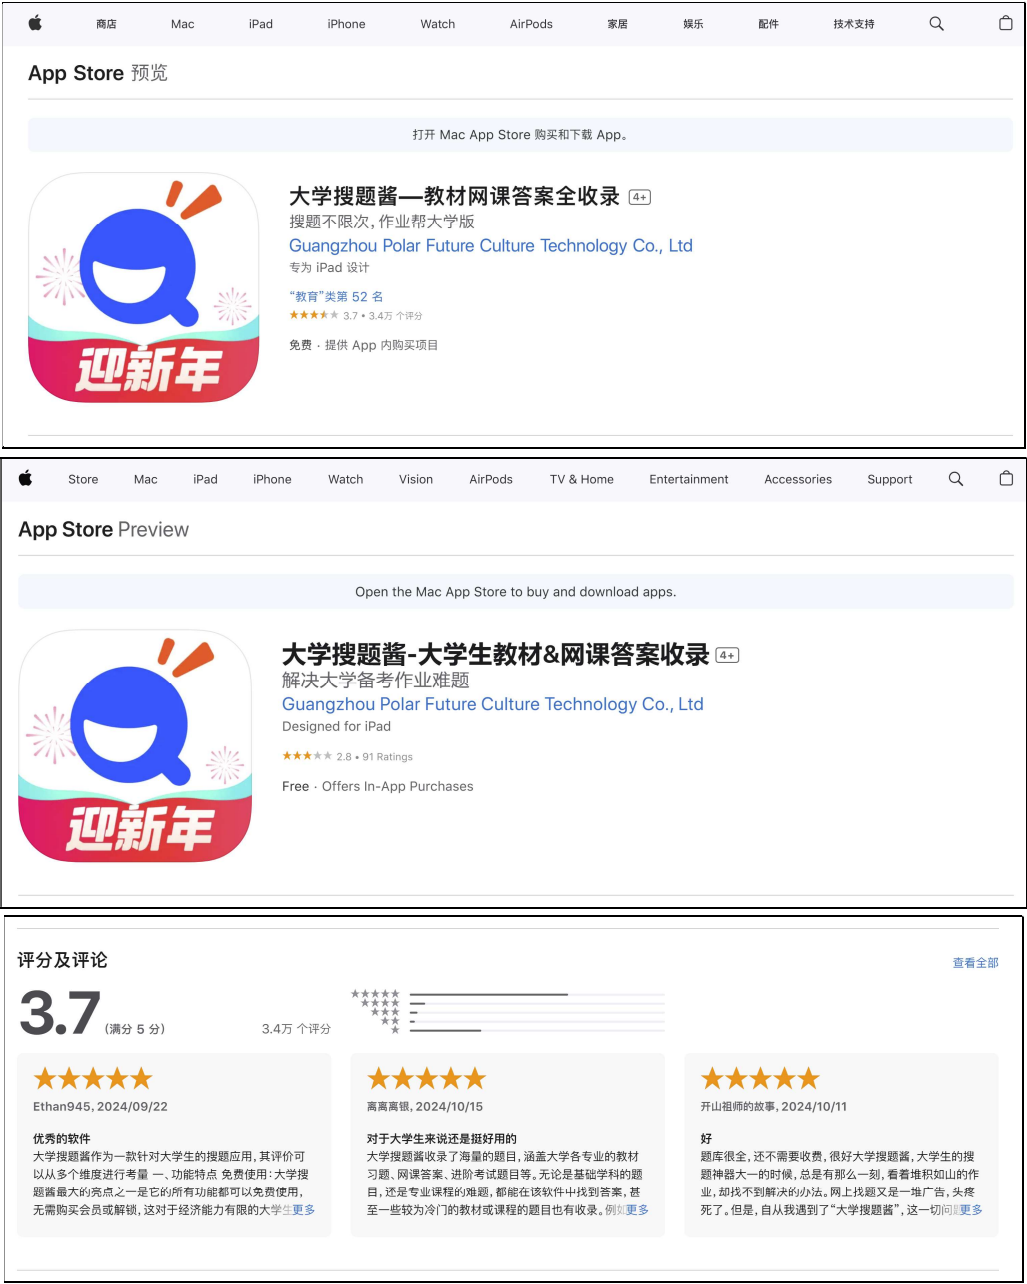 商店 Mac iPad iPhone Watch AirPods 家居 娱乐 配件 技术支持
App Store 预览
打开 Mac App Store 购买和下载 App。
大学搜题酱—教材网课答案全收录 4+
搜题不限次，作业帮大学版
Guangzhou Polar Future Culture Technology Co., Ltd
专为 iPad 设计
“教育”类第 52 名
★★★★★ 3.7 • 3.4万 个评分
免费 · 提供 App 内购买项目
迎新年
Store Mac iPad iPhone Watch Vision AirPods TV & Home Entertainment Accessories Support
App Store Preview
Open the Mac App Store to buy and download apps.
大学搜题酱-大学生教材&网课答案收录 4+
解决大学备考作业难题
Guangzhou Polar Future Culture Technology Co., Ltd
Designed for iPad
★★★★★ 2.8 • 91 Ratings
Free · Offers In-App Purchases
迎新年
评分及评论 查看全部
3.7 (满分 5 分) 3.4万 个评分
★★★★★
★★★★
★★★
★★
★
★★★★★
Ethan945，2024/09/22
优秀的软件
大学搜题酱作为一款针对大学生的搜题应用，其评价可
以从多个维度进行考量 一、功能特点 免费使用：大学搜
题酱最大的亮点之一是它的所有功能都可以免费使用，
无需购买会员或解锁，这对于经济能力有限的大学生更多
★★★★★
离离离银，2024/10/15
对于大学生来说还是挺好用的
大学搜题酱收录了海量的题目，涵盖大学各专业的教材
习题、网课答案、进阶考试题目等。无论是基础学科的题
目，还是专业课程的难题，都能在该软件中找到答案，甚
至一些较为冷门的教材或课程的题目也有收录。例如更多
★★★★★
开山祖师的故事，2024/10/11
好
题库很全，还不需要收费，很好大学搜题酱，大学生的搜
题神器大一的时候，总是有那么一刻，看着堆积如山的作
业，却找不到解决的办法。网上找题又是一堆广告，头疼
死了。但是，自从我遇到了“大学搜题酱”，这一切问题更多